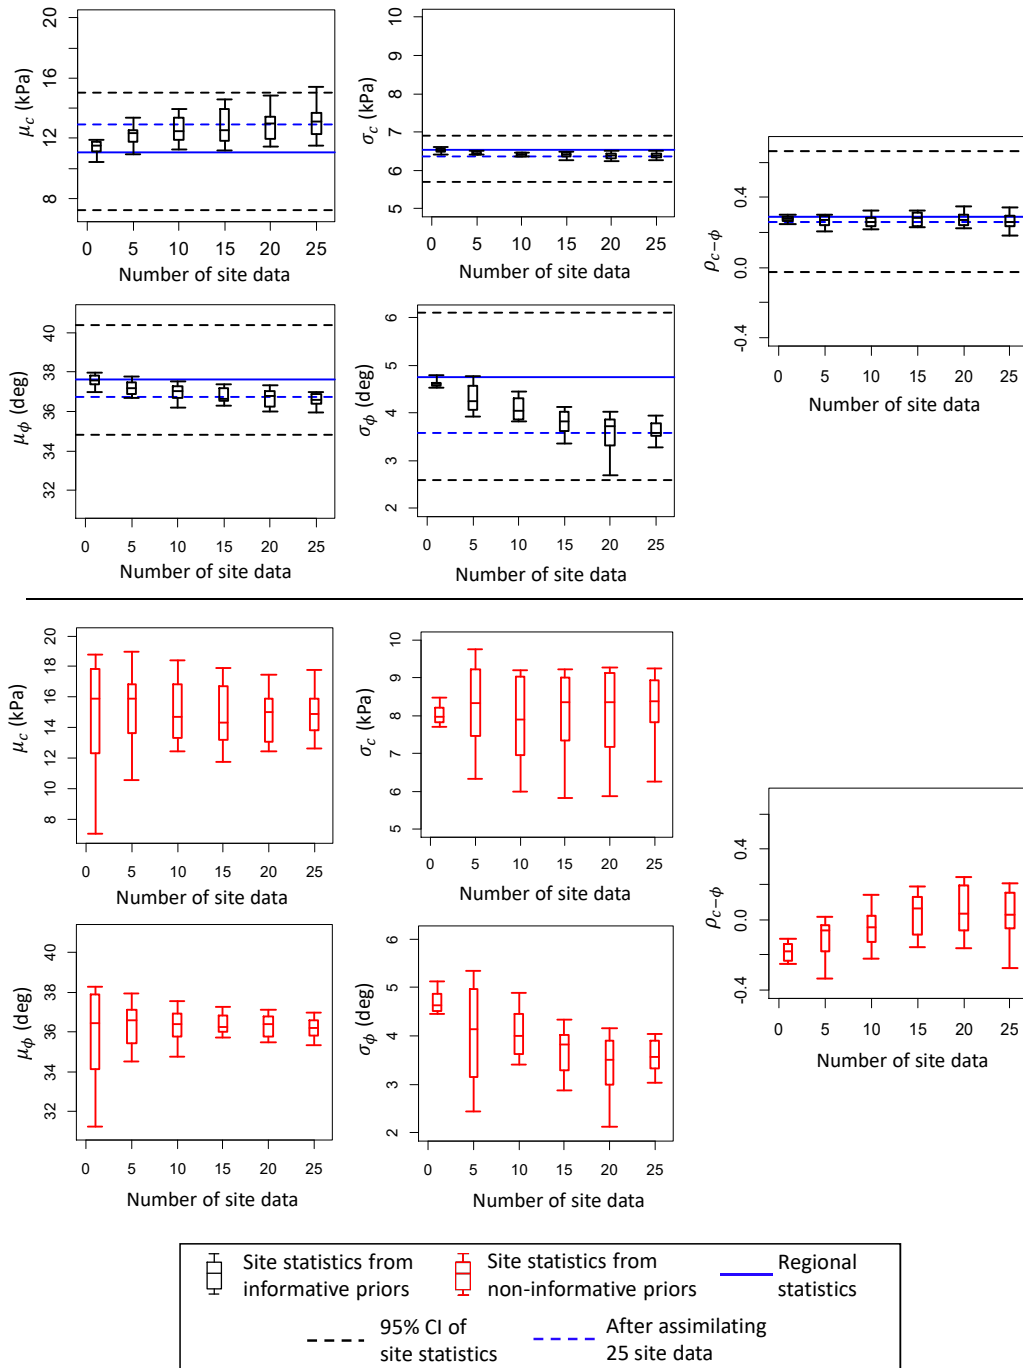 μc (kPa)
20
16
12
8
0 5 10 15 20 25
Number of site data
σc (kPa)
10
9
8
7
6
5
0 5 10 15 20 25
Number of site data
ρc−ϕ
0.4
0.0
-0.4
0 5 10 15 20 25
Number of site data
μϕ (deg)
40
38
36
34
32
0 5 10 15 20 25
Number of site data
σϕ (deg)
6
5
4
3
2
0 5 10 15 20 25
Number of site data
μc (kPa)
20
18
16
14
12
10
8
0 5 10 15 20 25
Number of site data
σc (kPa)
10
9
8
7
6
5
0 5 10 15 20 25
Number of site data
ρc−ϕ
0.4
0.0
-0.4
0 5 10 15 20 25
Number of site data
μϕ (deg)
40
38
36
34
32
0 5 10 15 20 25
Number of site data
σϕ (deg)
6
5
4
3
2
0 5 10 15 20 25
Number of site data
Site statistics from
informative priors
Site statistics from
non-informative priors
Regional
statistics
95% CI of
site statistics
After assimilating
25 site data